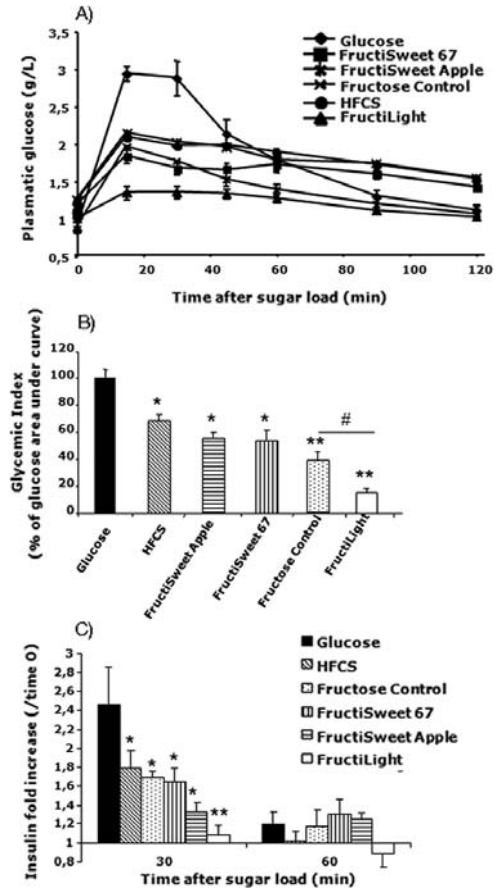 A)
Plasmatic glucose (g/L)
3,5
3
2,5
2
1,5
1
0,5
0
20
40
60
80
100
120
Time after sugar load (min)
Glucose
FructiSweet 67
FructiSweet Apple
Fructose Control
HFCS
FructiLight
B)
Glycemic Index
(% of glucose area under curve)
120
100
80
60
40
20
0
*
*
*
**
#
**
Glucose
HFCS
FructiSweet Apple
FructiSweet 67
Fructose Control
FructiLight
C)
Insulin fold increase (/time 0)
3
2,8
2,6
2,4
2,2
2
1,8
1,6
1,4
1,2
1
0,8
*
*
*
*
**
30
60
Time after sugar load (min)
Glucose
HFCS
Fructose Control
FructiSweet 67
FructiSweet Apple
FructiLight